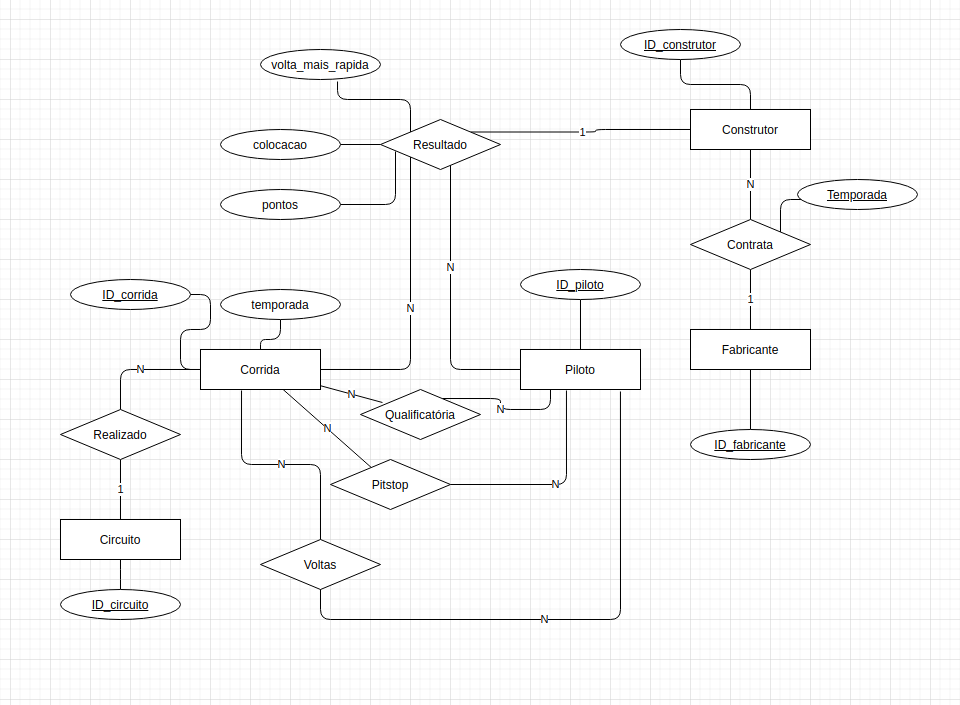 ID_construtor
volta_mais_rapida
Construtor
1
Resultado
colocacao
N
Temporada
pontos
Contrata
N
ID_piloto
ID_corrida
temporada
1
N
Fabricante
N
Corrida
Piloto
N
N
Qualificatória
N
Realizado
ID_fabricante
N
Pitstop
N
1
Circuito
Voltas
ID_circuito
N